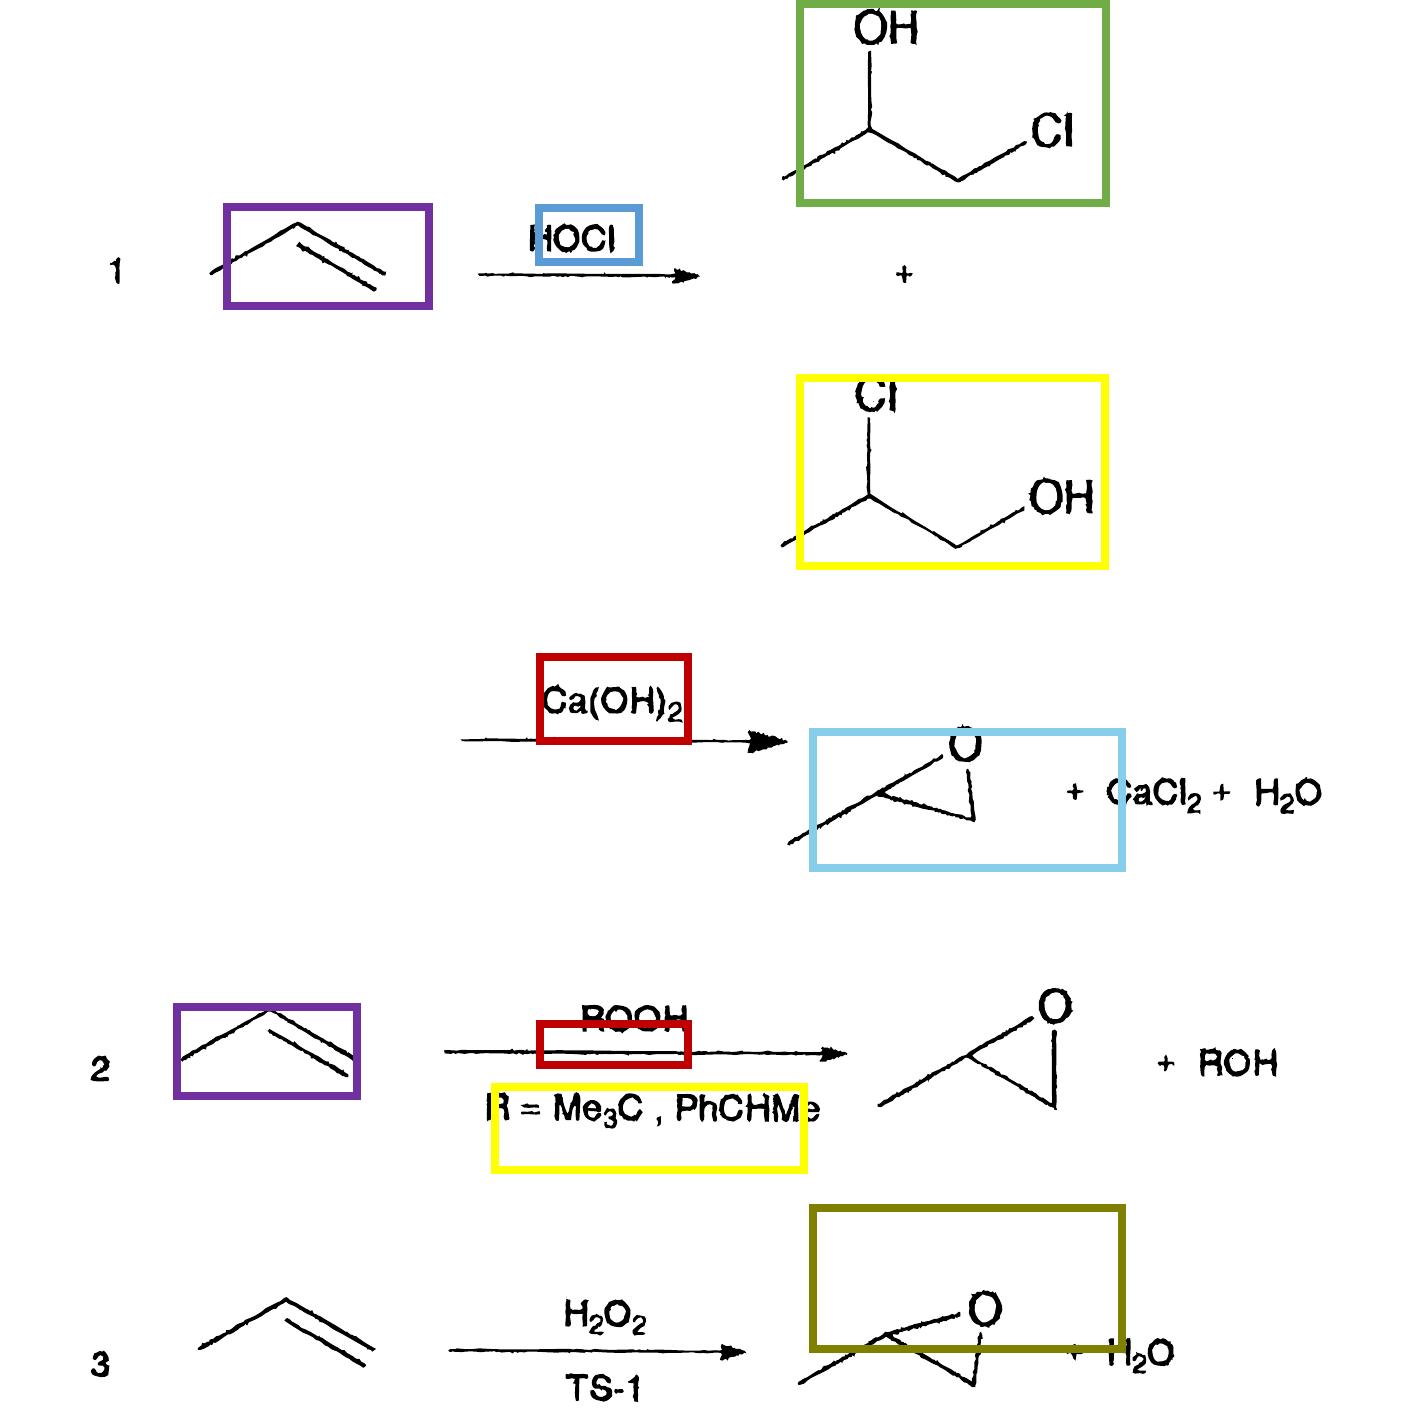 OH
Cl
1 HOCl +
Cl
OH
Ca(OH)2
O + CaCl2 + H2O
2 ROOH O + ROH
R = Me3C , PhCHMe
3 H2O2 O + H2O
TS-1